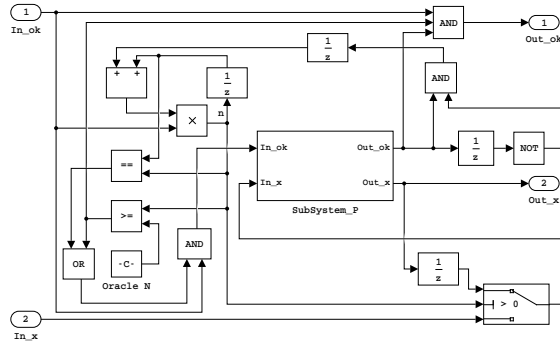 1
In_ok
AND
1
Out_ok
1
z
AND
+ +
1
z
n
×
In_ok
Out_ok
1
z
NOT
==
In_x
Out_x
2
Out_x
SubSystem_P
>=
AND
OR
-C-
Oracle N
1
z
> 0
2
In_x